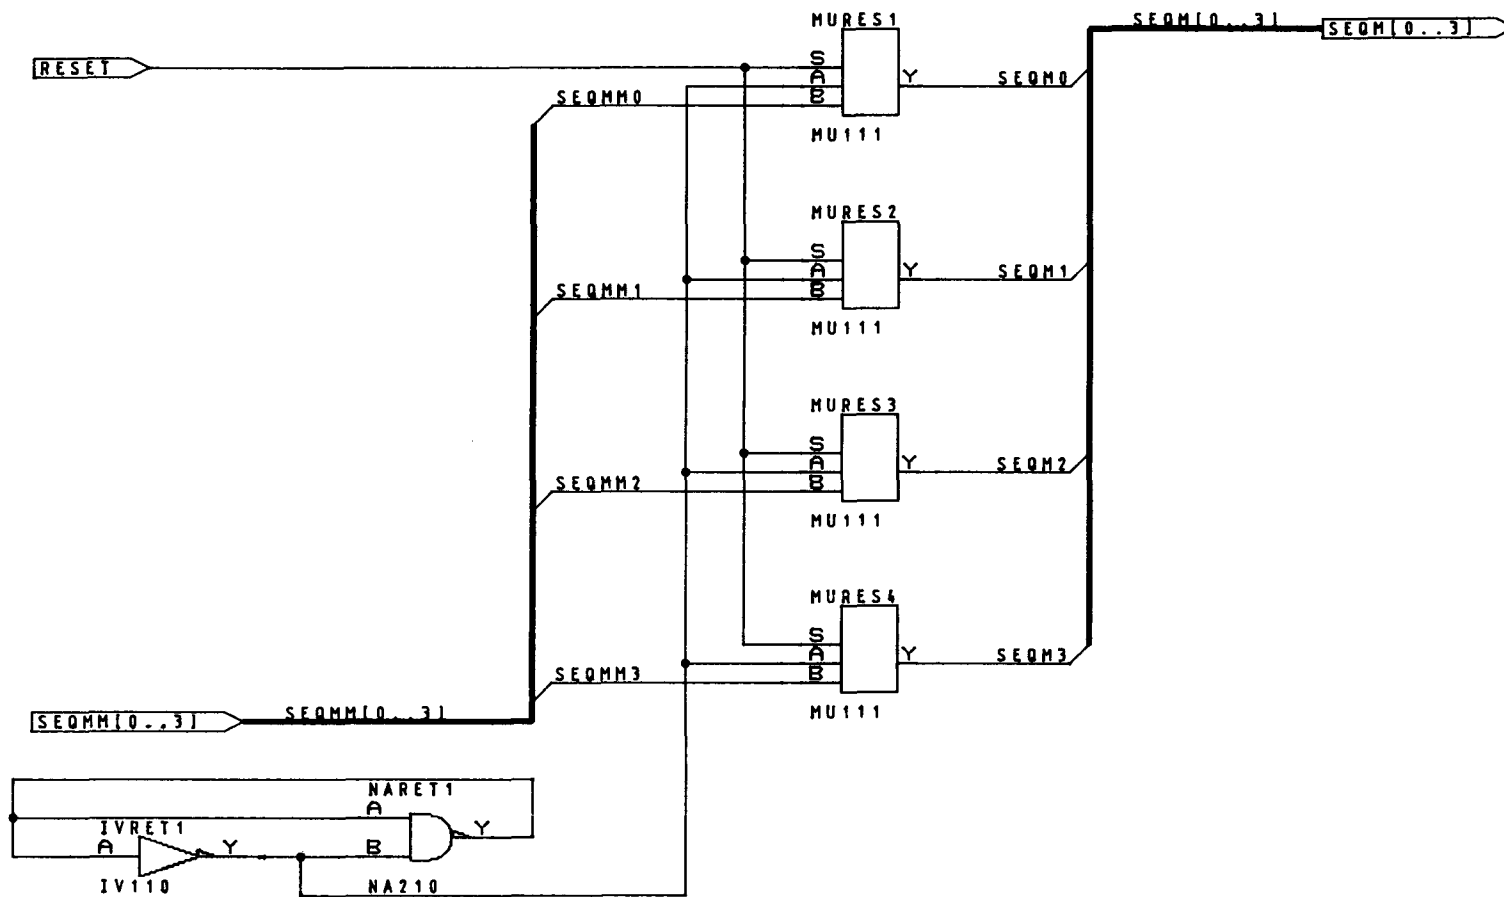 MURES1
SEQM[0..3]
SEQM[0..3]
RESET
S
A
B
Y
SEQM0
SEQMM0
MU111
MURES2
S
A
B
Y
SEQM1
SEQMM1
MU111
MURES3
S
A
B
Y
SEQM2
SEQMM2
MU111
MURES4
S
A
B
Y
SEQM3
SEQMM3
MU111
SEQMM[0..3]
SEQMM[0..3]
NARET1
A
IVRET1
Y
A
Y
B
IV110
NA210